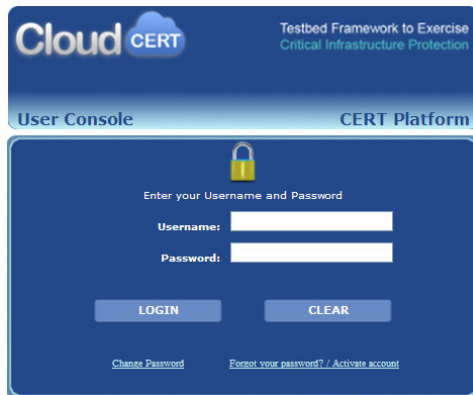 Cloud CERT
Testbed Framework to Exercise
Critical Infrastructure Protection
User Console CERT Platform
Enter your Username and Password
Username:
Password:
LOGIN CLEAR
Change Password Forgot your password? / Activate account